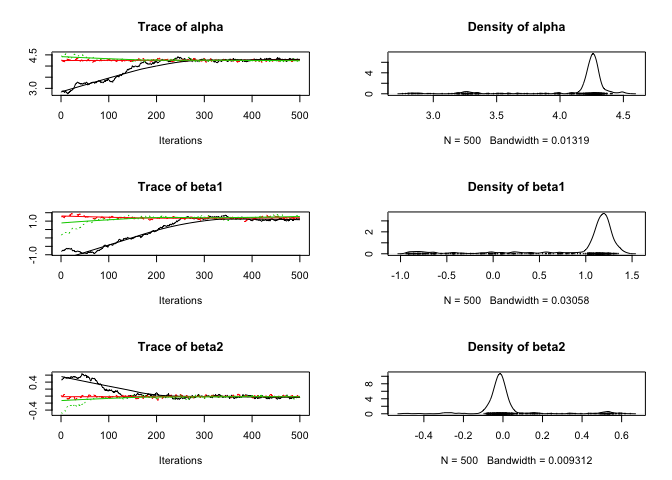 Trace of alpha
4.5
3.0
0 100 200 300 400 500
Iterations
Density of alpha
4
0
3.0 3.5 4.0 4.5
N = 500 Bandwidth = 0.01319
Trace of beta1
1.0
-1.0
0 100 200 300 400 500
Iterations
Density of beta1
2
0
-1.0 -0.5 0.0 0.5 1.0 1.5
N = 500 Bandwidth = 0.03058
Trace of beta2
0.4
-0.4
0 100 200 300 400 500
Iterations
Density of beta2
8
4
0
-0.4 -0.2 0.0 0.2 0.4 0.6
N = 500 Bandwidth = 0.009312